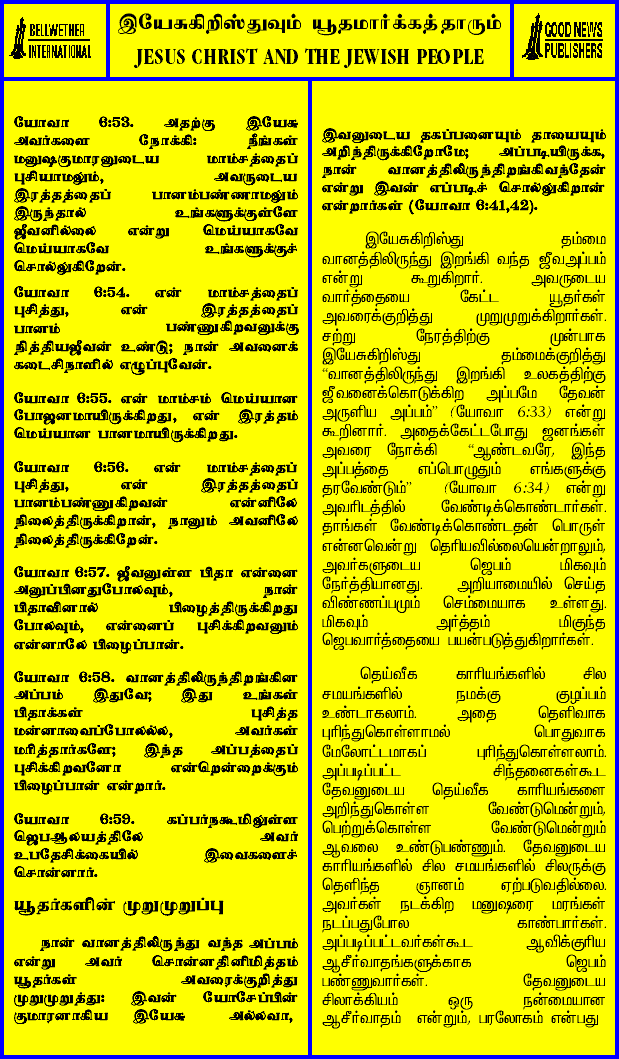 BELLWETHER
INTERNATIONAL
இயேசுகிறிஸ்துவும் யூதமார்க்கத்தாரும்
JESUS CHRIST AND THE JEWISH PEOPLE
GOOD NEWS
PUBLISHERS
யோவா 6:53. அதற்கு இயேசு
அவர்களை நோக்கி: நீங்கள்
மனுஷகுமாரனுடைய மாம்சத்தைப்
புசியாமலும், அவருடைய
இரத்தத்தைப் பானம்பண்ணாமலும்
இருந்தால் உங்களுக்குள்ளே
ஜீவனில்லை என்று மெய்யாகவே
மெய்யாகவே உங்களுக்குச்
சொல்லுகிறேன்.
யோவா 6:54. என் மாம்சத்தைப்
புசித்து, என் இரத்தத்தைப்
பானம் பண்ணுகிறவனுக்கு
நித்தியஜீவன் உண்டு; நான் அவனைக்
கடைசிநாளில் எழுப்புவேன்.
யோவா 6:55. என் மாம்சம் மெய்யான
போஜனமாயிருக்கிறது, என் இரத்தம்
மெய்யான பானமாயிருக்கிறது.
யோவா 6:56. என் மாம்சத்தைப்
புசித்து, என் இரத்தத்தைப்
பானம்பண்ணுகிறவன் என்னிலே
நிலைத்திருக்கிறான், நானும் அவனிலே
நிலைத்திருக்கிறேன்.
யோவா 6:57. ஜீவனுள்ள பிதா என்னை
அனுப்பினதுபோலவும், நான்
பிதாவினால் பிழைத்திருக்கிறது
போலவும், என்னைப் புசிக்கிறவனும்
என்னாலே பிழைப்பான்.
யோவா 6:58. வானத்திலிருந்திறங்கின
அப்பம் இதுவே; இது உங்கள்
பிதாக்கள் புசித்த
மன்னாவைப்போலல்ல, அவர்கள்
மரித்தார்களே; இந்த அப்பத்தைப்
புசிக்கிறவனோ என்றென்றைக்கும்
பிழைப்பான் என்றார்.
யோவா 6:59. கப்பர்நகூமிலுள்ள
ஜெபஆலயத்திலே அவர்
உபதேசிக்கையில் இவைகளைச்
சொன்னார்.
யூதர்களின் முறுமுறுப்பு
நான் வானத்திலிருந்து வந்த அப்பம்
என்று அவர் சொன்னதினிமித்தம்
யூதர்கள் அவரைக்குறித்து
முறுமுறுத்து: இவன் யோசேப்பின்
குமாரனாகிய இயேசு அல்லவா,
இவனுடைய தகப்பனையும் தாயையும்
அறிந்திருக்கிறோமே; அப்படியிருக்க,
நான் வானத்திலிருந்திறங்கிவந்தேன்
என்று இவன் எப்படிச் சொல்லுகிறான்
என்றார்கள் (யோவா 6:41,42).
இயேசுகிறிஸ்து தம்மை
வானத்திலிருந்து இறங்கி வந்த ஜீவஅப்பம்
என்று கூறுகிறார். அவருடைய
வார்த்தையை கேட்ட யூதர்கள்
அவரைக்குறித்து முறுமுறுக்கிறார்கள்.
சற்று நேரத்திற்கு முன்பாக
இயேசுகிறிஸ்து தம்மைக்குறித்து
“வானத்திலிருந்து இறங்கி உலகத்திற்கு
ஜீவனைக்கொடுக்கிற அப்பமே தேவன்
அருளிய அப்பம்” (யோவா 6:33) என்று
கூறினார். அதைக்கேட்டபோது ஜனங்கள்
அவரை நோக்கி “ஆண்டவரே, இந்த
அப்பத்தை எப்பொழுதும் எங்களுக்கு
தரவேண்டும்” (யோவா 6:34) என்று
அவரிடத்தில் வேண்டிக்கொண்டார்கள்.
தாங்கள் வேண்டிக்கொண்டதன் பொருள்
என்னவென்று தெரியவில்லையென்றாலும்,
அவர்களுடைய ஜெபம் மிகவும்
நேர்த்தியானது. அறியாமையில் செய்த
விண்ணப்பமும் செம்மையாக உள்ளது.
மிகவும் அர்த்தம் மிகுந்த
ஜெபவார்த்தையை பயன்படுத்துகிறார்கள்.
தெய்வீக காரியங்களில் சில
சமயங்களில் நமக்கு குழப்பம்
உண்டாகலாம். அதை தெளிவாக
புரிந்துகொள்ளாமல் பொதுவாக
மேலோட்டமாகப் புரிந்துகொள்ளலாம்.
அப்படிப்பட்ட சிந்தனைகள்கூட
தேவனுடைய தெய்வீக காரியங்களை
அறிந்துகொள்ள வேண்டுமென்றும்,
பெற்றுக்கொள்ள வேண்டுமென்றும்
ஆவலை உண்டுபண்ணும். தேவனுடைய
காரியங்களில் சில சமயங்களில் சிலருக்கு
தெளிந்த ஞானம் ஏற்படுவதில்லை.
அவர்கள் நடக்கிற மனுஷரை மரங்கள்
நடப்பதுபோல காண்பார்கள்.
அப்படிப்பட்டவர்கள்கூட ஆவிக்குரிய
ஆசீர்வாதங்களுக்காக ஜெபம்
பண்ணுவார்கள். தேவனுடைய
சிலாக்கியம் ஒரு நன்மையான
ஆசீர்வாதம் என்றும், பரலோகம் என்பது